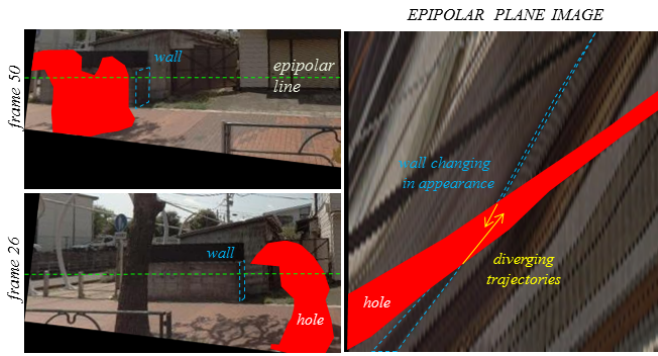 EPIPOLAR PLANE IMAGE
frame 50
wall
epipolar
line
frame 26
wall
hole
wall changing
in appearance
diverging
trajectories
hole